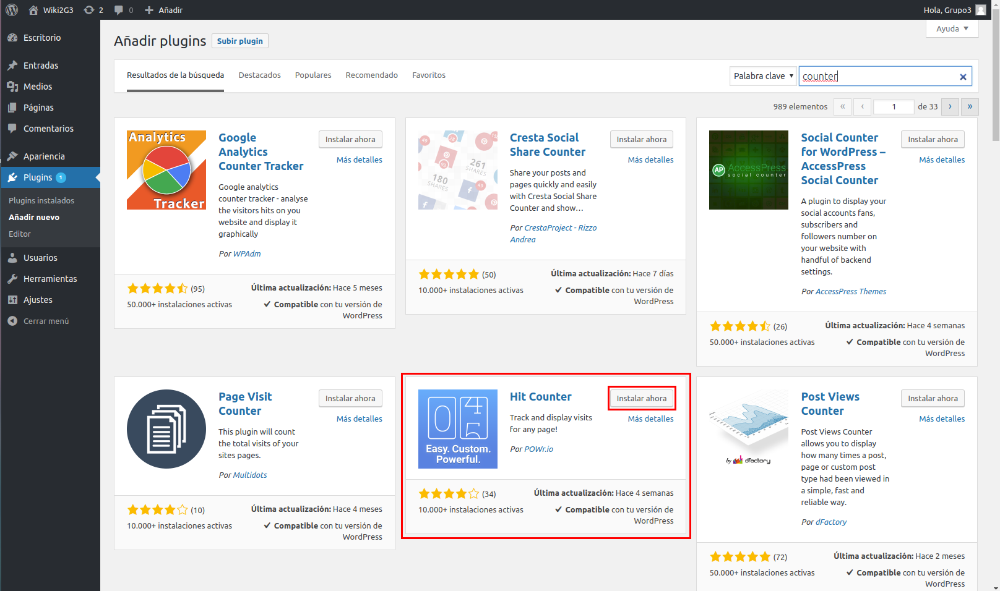 Wiki2G3 2 0 Añadir Hola, Grupo3
Ayuda
Escritorio
Entradas
Medios
Páginas
Comentarios
Apariencia
Plugins 1
Plugins instalados
Añadir nuevo
Editor
Usuarios
Herramientas
Ajustes
Cerrar menú
Añadir plugins Subir plugin
Resultados de la búsqueda Destacados Populares Recomendado Favoritos Palabra clave counter
989 elementos « ‹ 1 de 33 › »
Analytics
Tracker
Google
Analytics
Counter Tracker
Instalar ahora
Más detalles
Google analytics
counter tracker - analyse
the visitors hits on you
website and display it
graphically
Por WPAdm
(95)
Última actualización: Hace 5 meses
50.000+ instalaciones activas
Compatible con tu versión de
WordPress
49
28
15
93
261
SHARES
180
SHARES
49
Cresta Social
Share Counter
Instalar ahora
Más detalles
Share your posts and
pages quickly and easily
with Cresta Social Share
Counter and show…
Por CrestaProject - Rizzo
Andrea
(50)
Última actualización: Hace 7 días
10.000+ instalaciones activas
Compatible con tu versión de
WordPress
AP AccessPress
social counter
Social Counter
for WordPress –
AccessPress
Social Counter
Instalar ahora
Más detalles
A plugin to display your
social accounts fans,
subscribers and
followers number on
your website with
handful of backend
settings.
Por AccessPress Themes
(26)
Última actualización: Hace 4 semanas
50.000+ instalaciones activas
Compatible con tu versión de
WordPress
Page Visit
Counter
Instalar ahora
Más detalles
This plugin will count
the total visits of your
sites pages.
Por Multidots
(10)
Última actualización: Hace 4 meses
10.000+ instalaciones activas
Compatible con tu versión de
WordPress
0 4 5
Easy. Custom.
Powerful.
Hit Counter
Instalar ahora
Más detalles
Track and display visits
for any page!
Por POWr.io
(34)
Última actualización: Hace 4 semanas
10.000+ instalaciones activas
Compatible con tu versión de
WordPress
by dfactory
Post Views
Counter
Instalar ahora
Más detalles
Post Views Counter
allows you to display
how many times a post,
page or custom post
type had been viewed in
a simple, fast and
reliable way.
Por dFactory
(72)
Última actualización: Hace 2 meses
50.000+ instalaciones activas
Compatible con tu versión de
WordPress